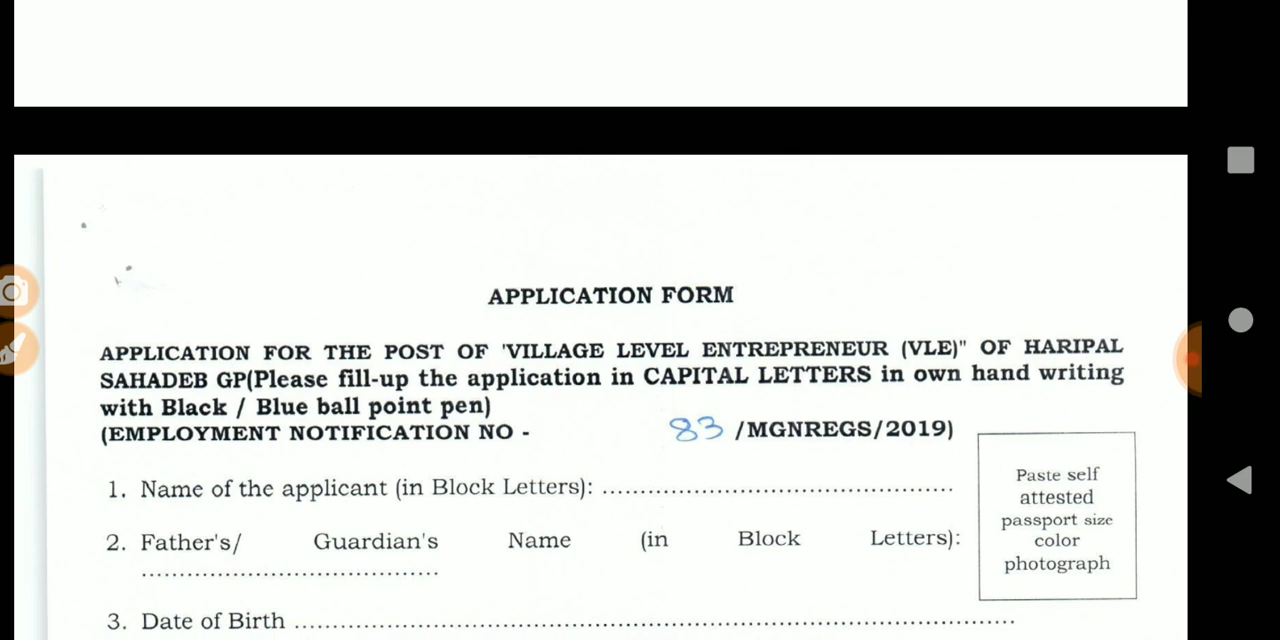 APPLICATION FORM
APPLICATION FOR THE POST OF 'VILLAGE LEVEL ENTREPRENEUR (VLE)" OF HARIPAL
SAHADEB GP(Please fill-up the application in CAPITAL LETTERS in own hand writing
with Black / Blue ball point pen)
(EMPLOYMENT NOTIFICATION NO - 83 /MGNREGS/2019)
Paste self
attested
passport size
color
photograph
1. Name of the applicant (in Block Letters): ................................................
2. Father's/ Guardian's Name (in Block Letters):
........................................
3. Date of Birth ................................................................................